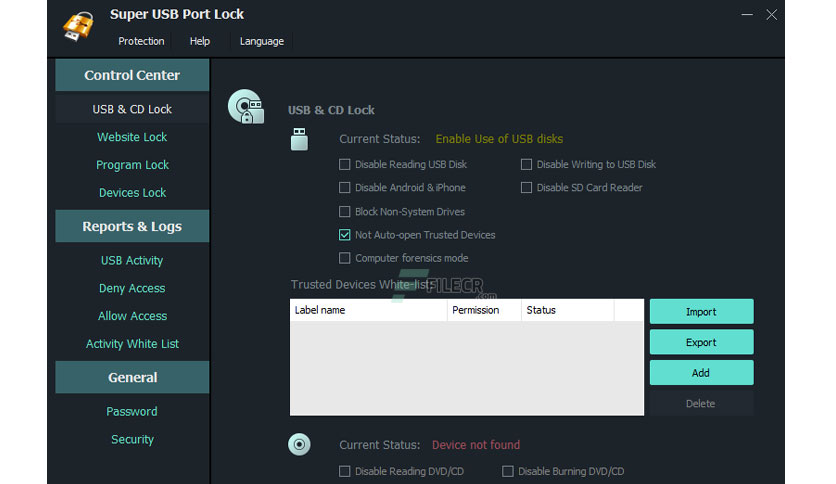 Super USB Port Lock
Protection Help Language
Control Center
USB & CD Lock
Website Lock
Program Lock
Devices Lock
Reports & Logs
USB Activity
Deny Access
Allow Access
Activity White List
General
Password
Security
USB & CD Lock
Current Status: Enable Use of USB disks
Disable Reading USB Disk Disable Writing to USB Disk
Disable Android & iPhone Disable SD Card Reader
Block Non-System Drives
Not Auto-open Trusted Devices
Computer forensics mode
Trusted Devices White-list:
FILECR
.com
Label name Permission Status
Import
Export
Add
Delete
Current Status: Device not found
Disable Reading DVD/CD Disable Burning DVD/CD